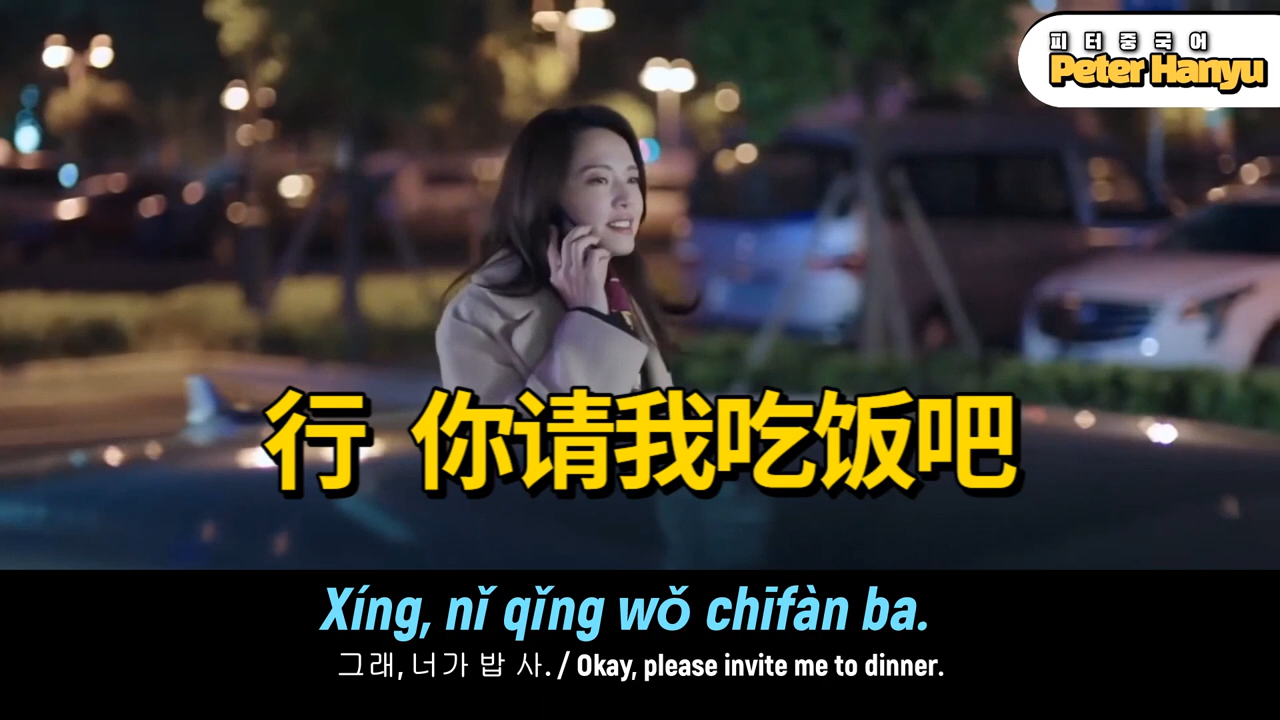 피터중국어
Peter Hanyu
行 你请我吃饭吧
Xíng, nǐ qǐng wǒ chīfàn ba.
그래, 너가 밥 사. / Okay, please invite me to dinner.